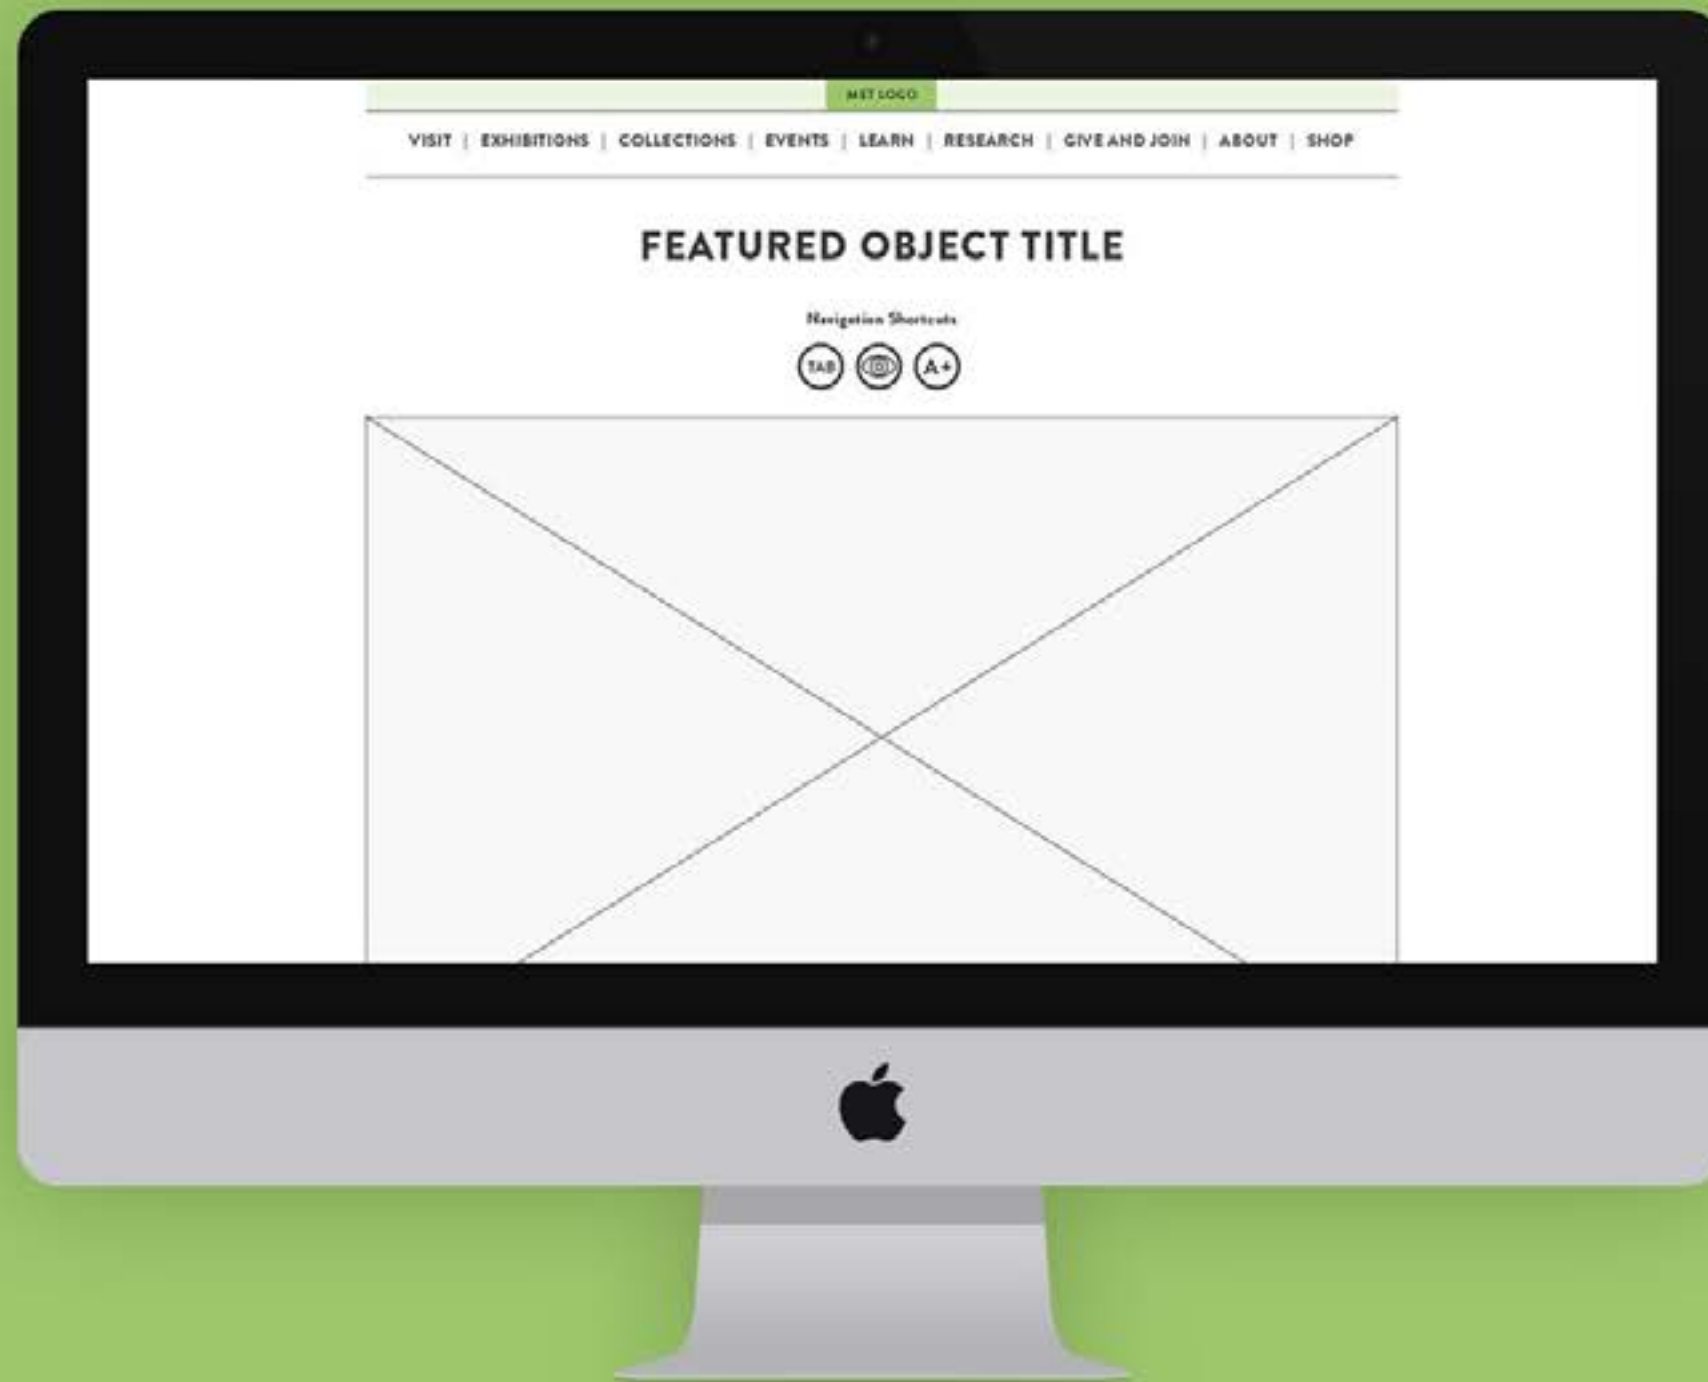 MET LOGO
VISIT | EXHIBITIONS | COLLECTIONS | EVENTS | LEARN | RESEARCH | GIVE AND JOIN | ABOUT | SHOP
FEATURED OBJECT TITLE
Navigation Shortcuts
TAB A+